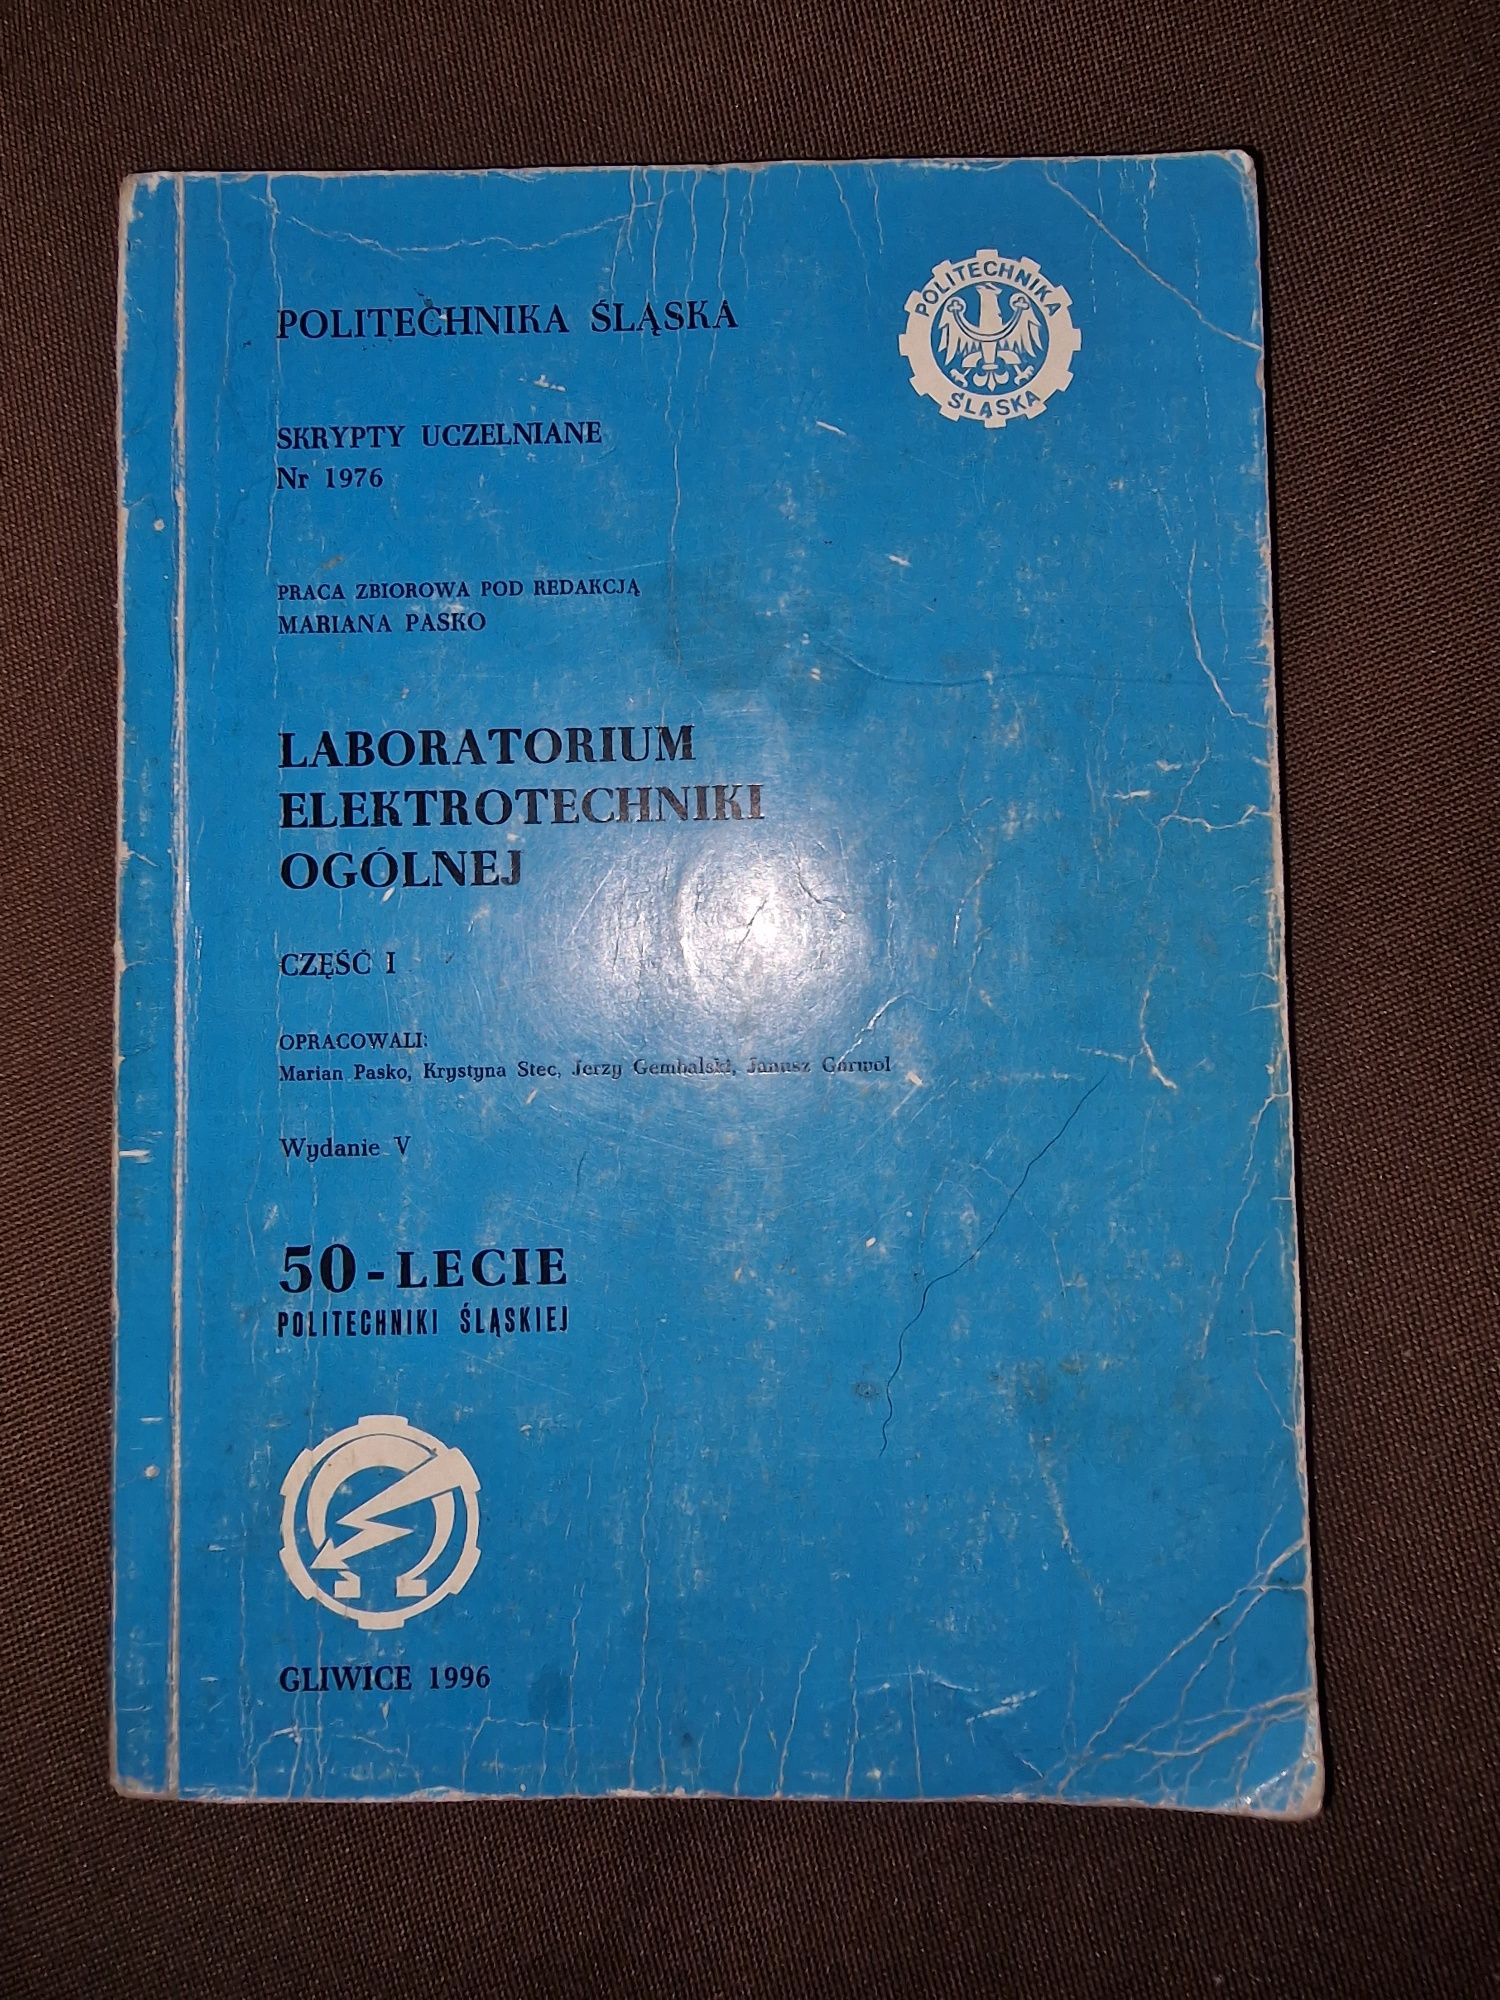 POLITECHNIKA ŚLĄSKA
POLITECHNIKA
ŚLĄSKA
SKRYPTY UCZELNIANE
Nr 1976
PRACA ZBIOROWA POD REDAKCJĄ
MARIANA PASKO
LABORATORIUM
ELEKTROTECHNIKI
OGÓLNEJ
CZĘŚĆ I
OPRACOWALI:
Marian Pasko, Krystyna Stec, Jerzy Gembalski, Janusz Gorwol
Wydanie V
50-LECIE
POLITECHNIKI ŚLĄSKIEJ
GLIWICE 1996